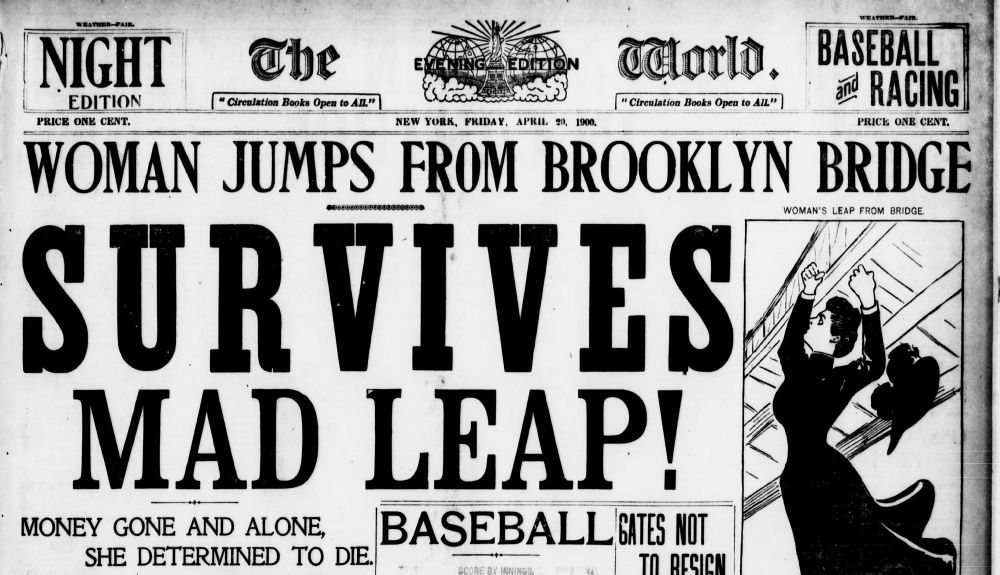 WEATHER—FAIR.
WEATHER—FAIR.
NIGHT
EDITION
The
EVENING EDITION
World.
BASEBALL
and RACING
"Circulation Books Open to All."
"Circulation Books Open to All."
PRICE ONE CENT.
NEW YORK, FRIDAY, APRIL 20, 1900.
PRICE ONE CENT.
WOMAN JUMPS FROM BROOKLYN BRIDGE
SURVIVES
MAD LEAP!
WOMAN'S LEAP FROM BRIDGE.
MONEY GONE AND ALONE,
SHE DETERMINED TO DIE.
BASEBALL
SCORE BY INNINGS.
GATES NOT
TO RESIGN